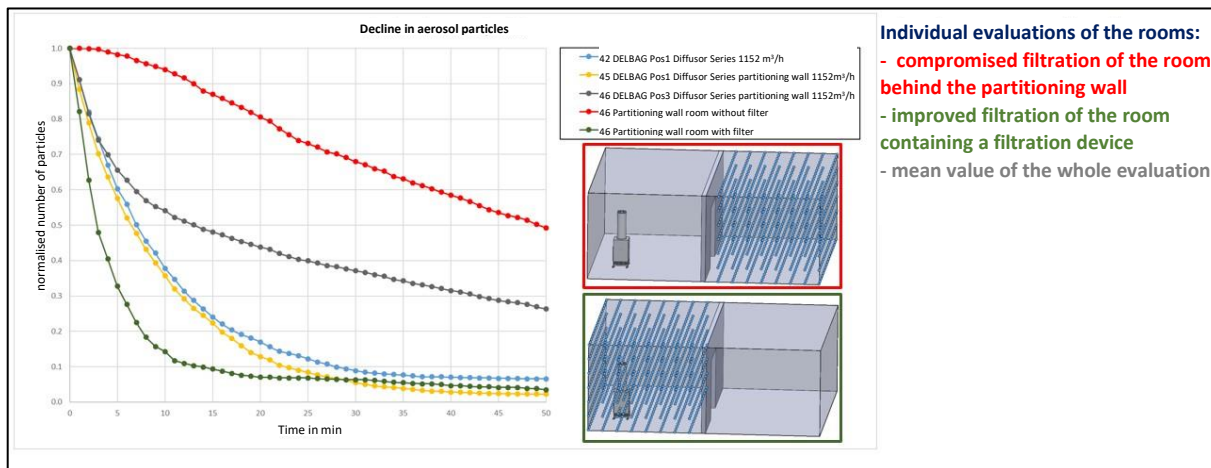 Decline in aerosol particles
normalised number of particles
1.0
0.9
0.8
0.7
0.6
0.5
0.4
0.3
0.2
0.1
0.0
0 5 10 15 20 25 30 35 40 45 50
Time in min
42 DELBAG Pos1 Diffusor Series 1152 m³/h
45 DELBAG Pos1 Diffusor Series partitioning wall 1152m³/h
46 DELBAG Pos3 Diffusor Series partitioning wall 1152m³/h
46 Partitioning wall room without filter
46 Partitioning wall room with filter
Individual evaluations of the rooms:
- compromised filtration of the room
behind the partitioning wall
- improved filtration of the room
containing a filtration device
- mean value of the whole evaluation